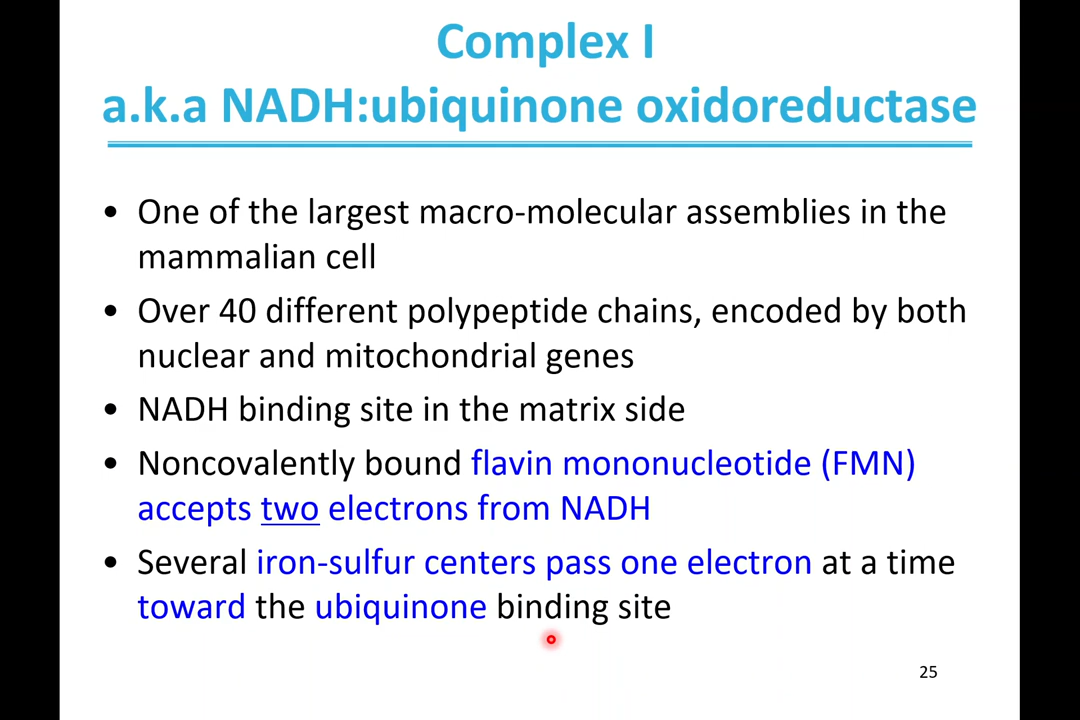 Complex I
a.k.a NADH:ubiquinone oxidoreductase
• One of the largest macro-molecular assemblies in the
mammalian cell
• Over 40 different polypeptide chains, encoded by both
nuclear and mitochondrial genes
• NADH binding site in the matrix side
• Noncovalently bound flavin mononucleotide (FMN)
accepts two electrons from NADH
• Several iron-sulfur centers pass one electron at a time
toward the ubiquinone binding site
25